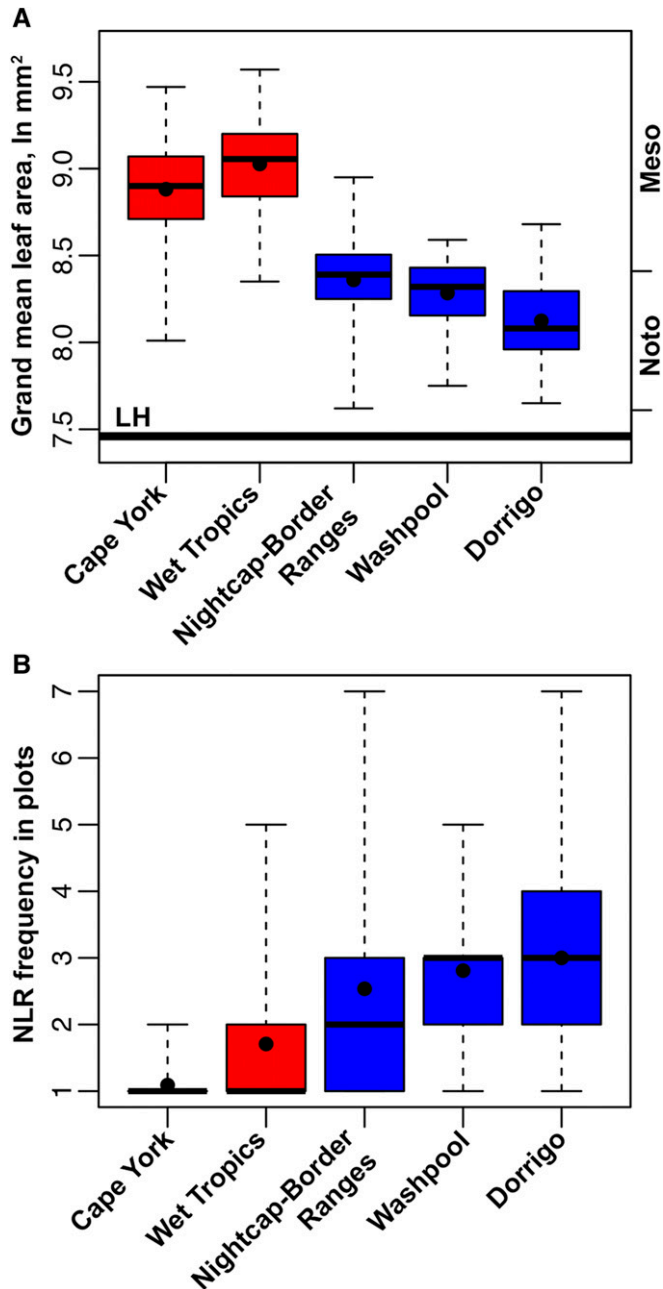 A
Grand mean leaf area, ln mm²
9.5
9.0
8.5
8.0
7.5
LH
Meso
Noto
Cape York
Wet Tropics
Nightcap-Border
Ranges
Washpool
Dorrigo
B
NLR frequency in plots
7
6
5
4
3
2
1
Cape York
Wet Tropics
Nightcap-Border
Ranges
Washpool
Dorrigo